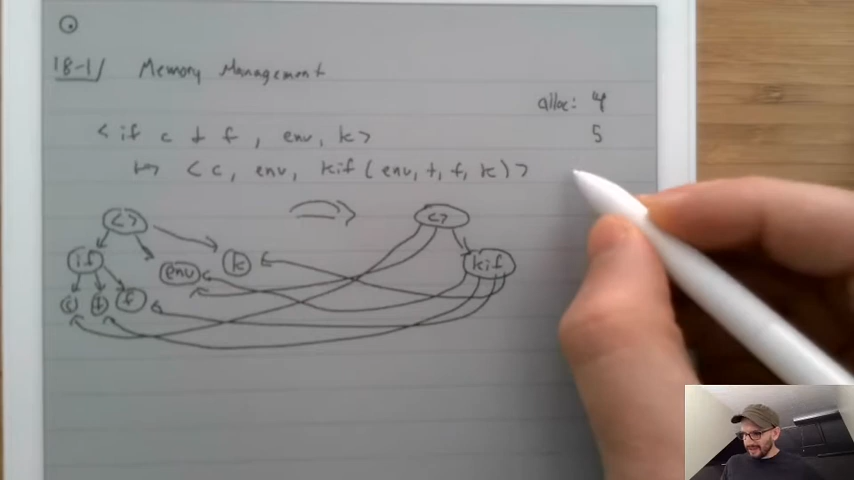 18-1/ Memory Management
alloc: 4
5
< if c t f , env, k>
↦ < c, env, kif ( env, t, f, k ) >
<> <>
if env k kif
c t f